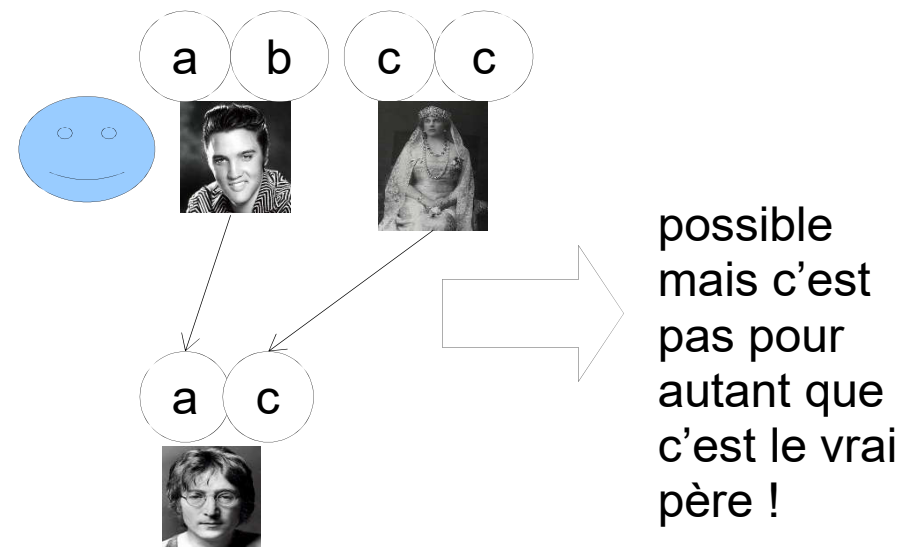 a b c c
possible
mais c’est
pas pour
autant que
c’est le vrai
père !
a c